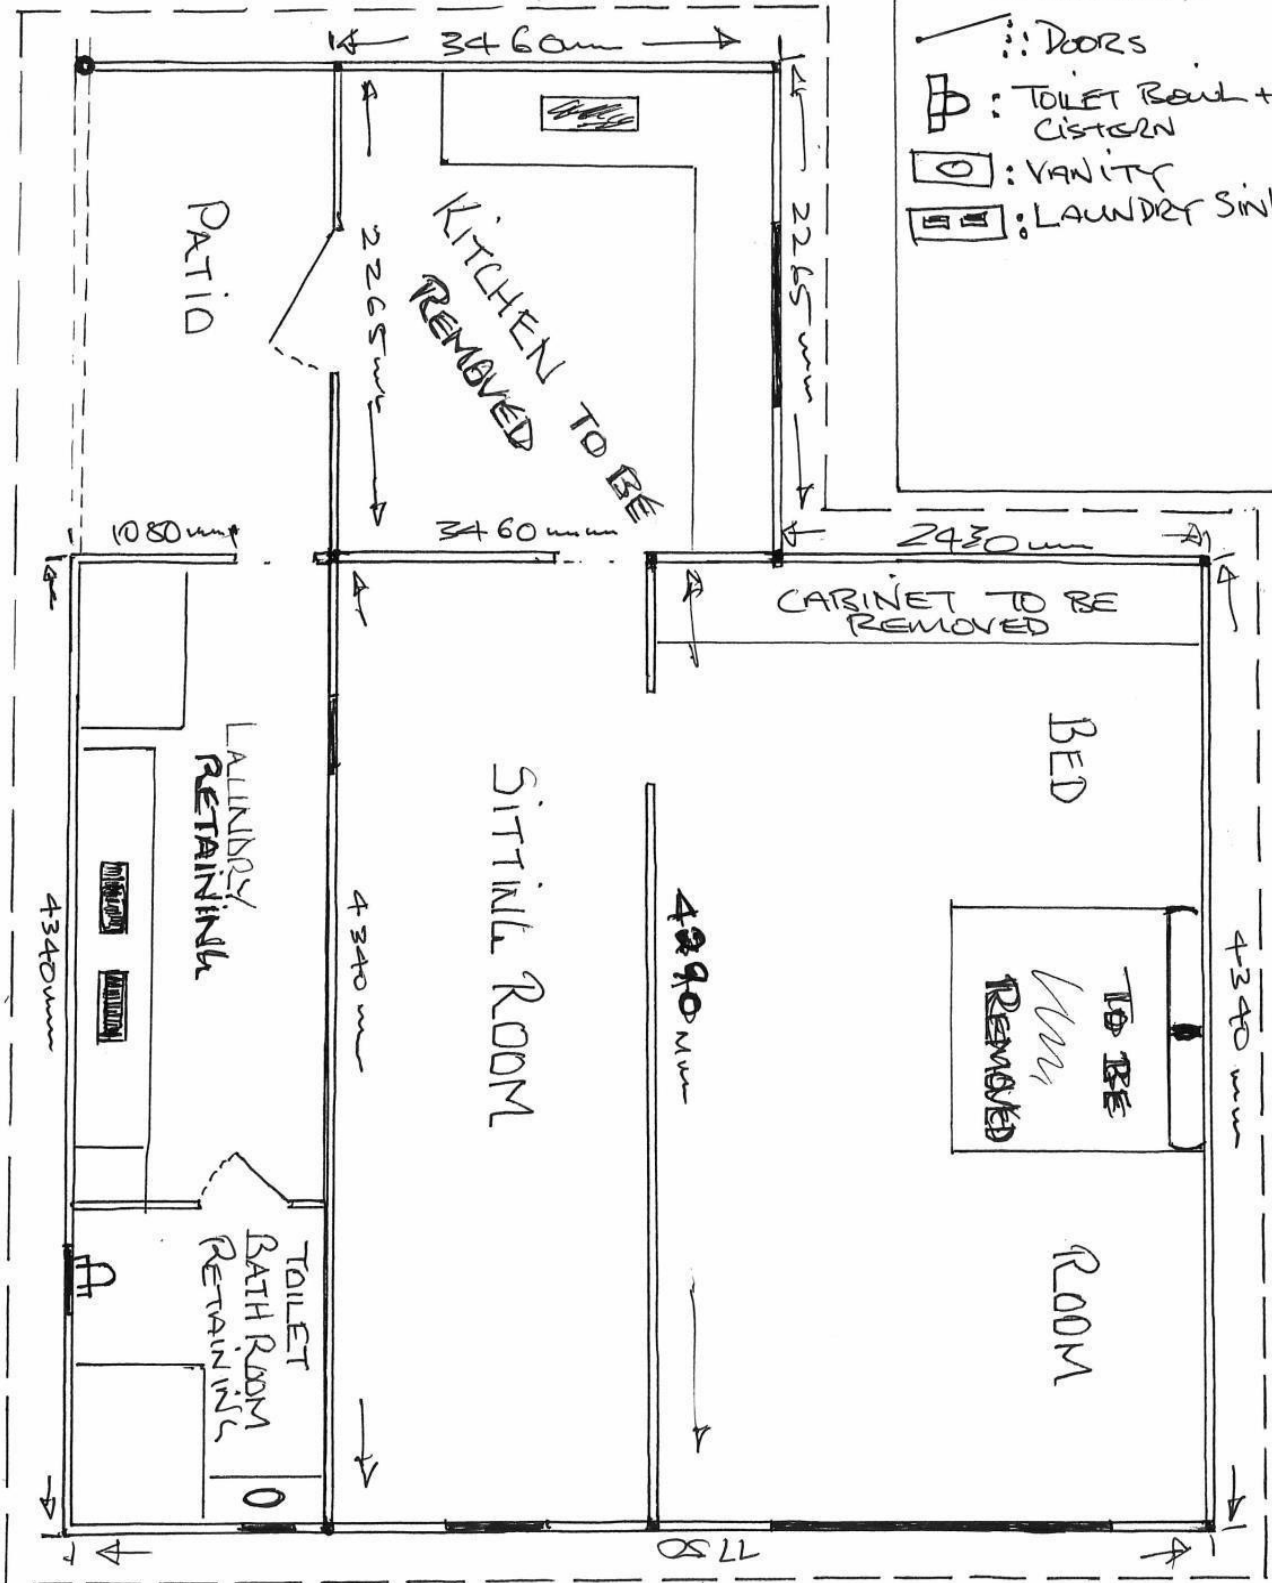 3460mm
: DOORS
: TOILET BOWL +
CISTERN
: VANITY
: LAUNDRY SIN
PATIO
2265mm
KITCHEN TO BE
REMOVED
2265mm
1080mm
3460mm
2430mm
CABINET TO BE
REMOVED
BED
ROOM
TO BE
REMOVED
SITTING ROOM
LAUNDRY
RETAINING
4340mm
4340mm
mm
4340mm
TOILET
BATH ROOM
RETAINING
7750